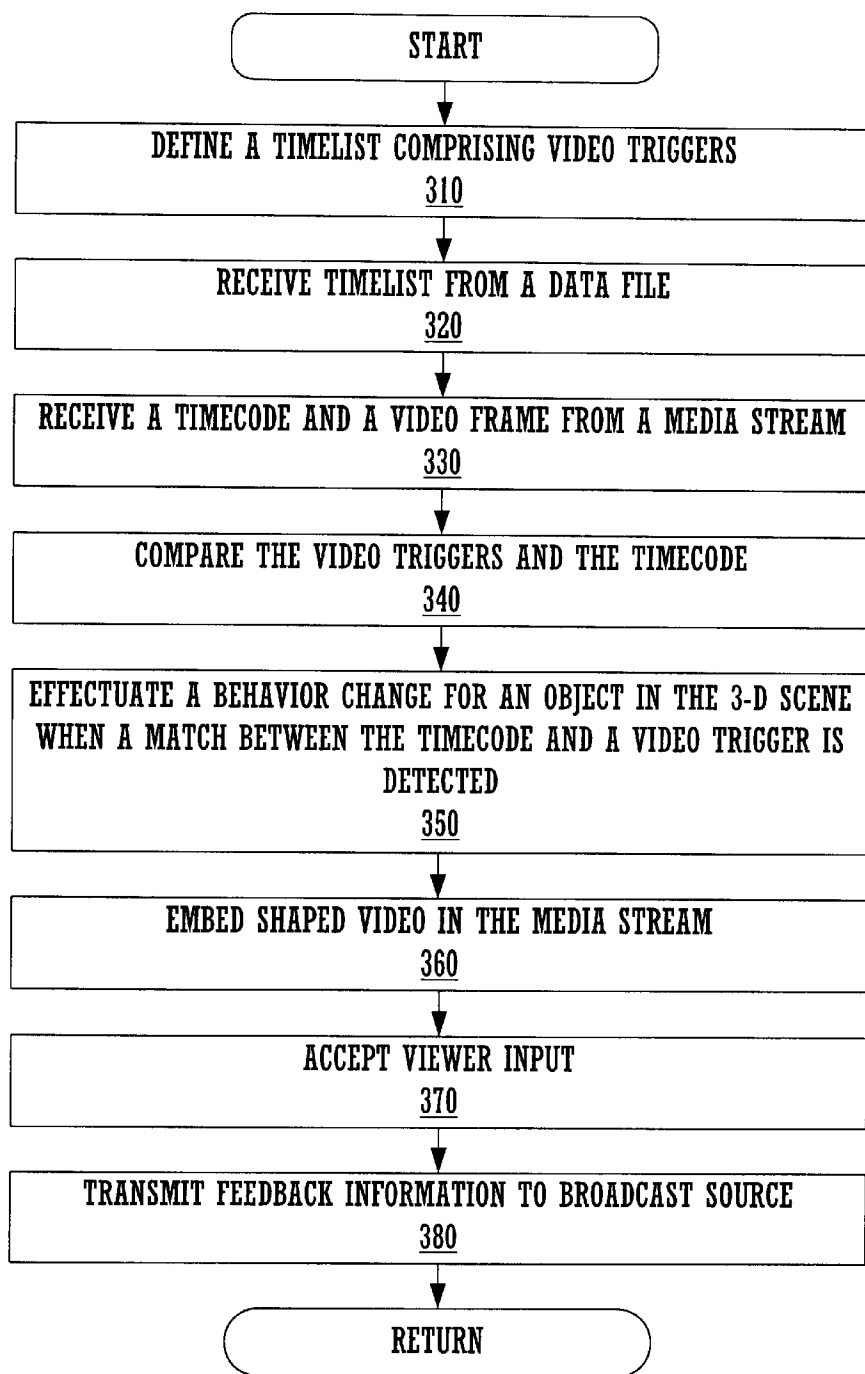 START
DEFINE A TIMELIST COMPRISING VIDEO TRIGGERS
310
RECEIVE TIMELIST FROM A DATA FILE
320
RECEIVE A TIMECODE AND A VIDEO FRAME FROM A MEDIA STREAM
330
COMPARE THE VIDEO TRIGGERS AND THE TIMECODE
340
EFFECTUATE A BEHAVIOR CHANGE FOR AN OBJECT IN THE 3-D SCENE
WHEN A MATCH BETWEEN THE TIMECODE AND A VIDEO TRIGGER IS
DETECTED
350
EMBED SHAPED VIDEO IN THE MEDIA STREAM
360
ACCEPT VIEWER INPUT
370
TRANSMIT FEEDBACK INFORMATION TO BROADCAST SOURCE
380
RETURN